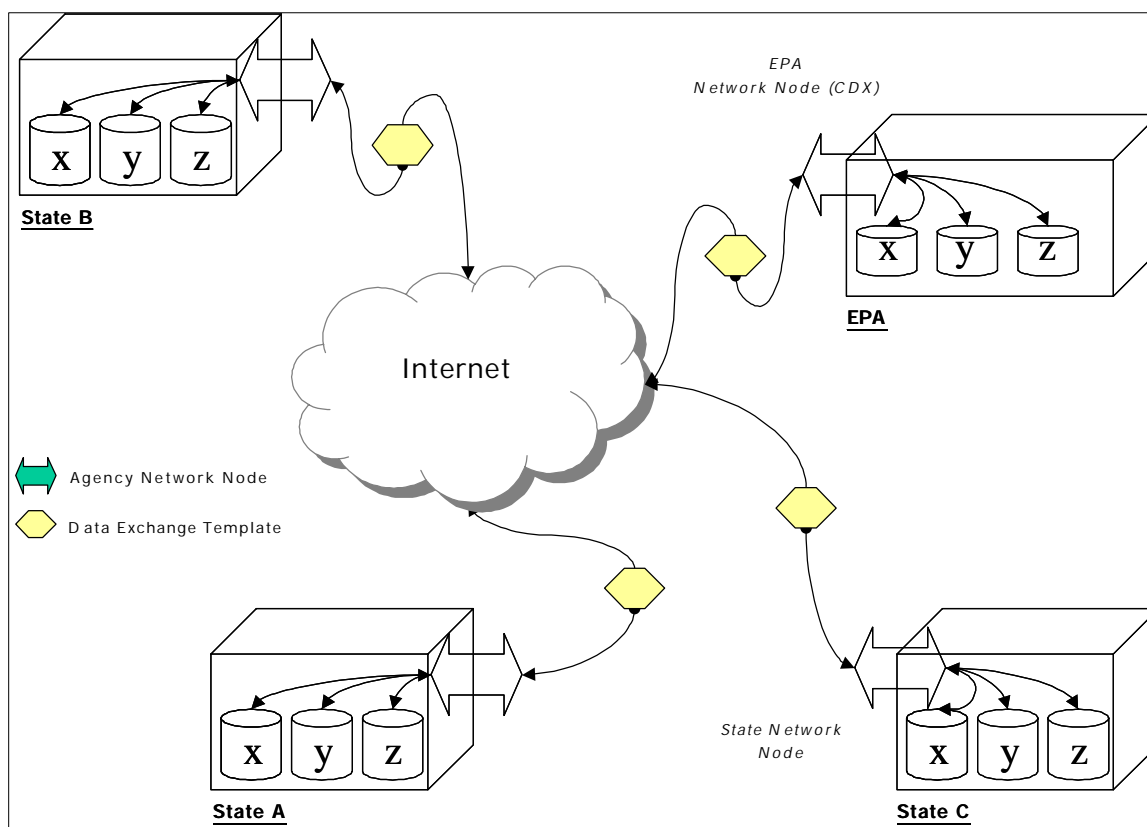 EPA
Network Node (CDX)
x y z
State B
x y z
EPA
Internet
Agency Network Node
Data Exchange Template
x y z
State A
State Network
Node
x y z
State C